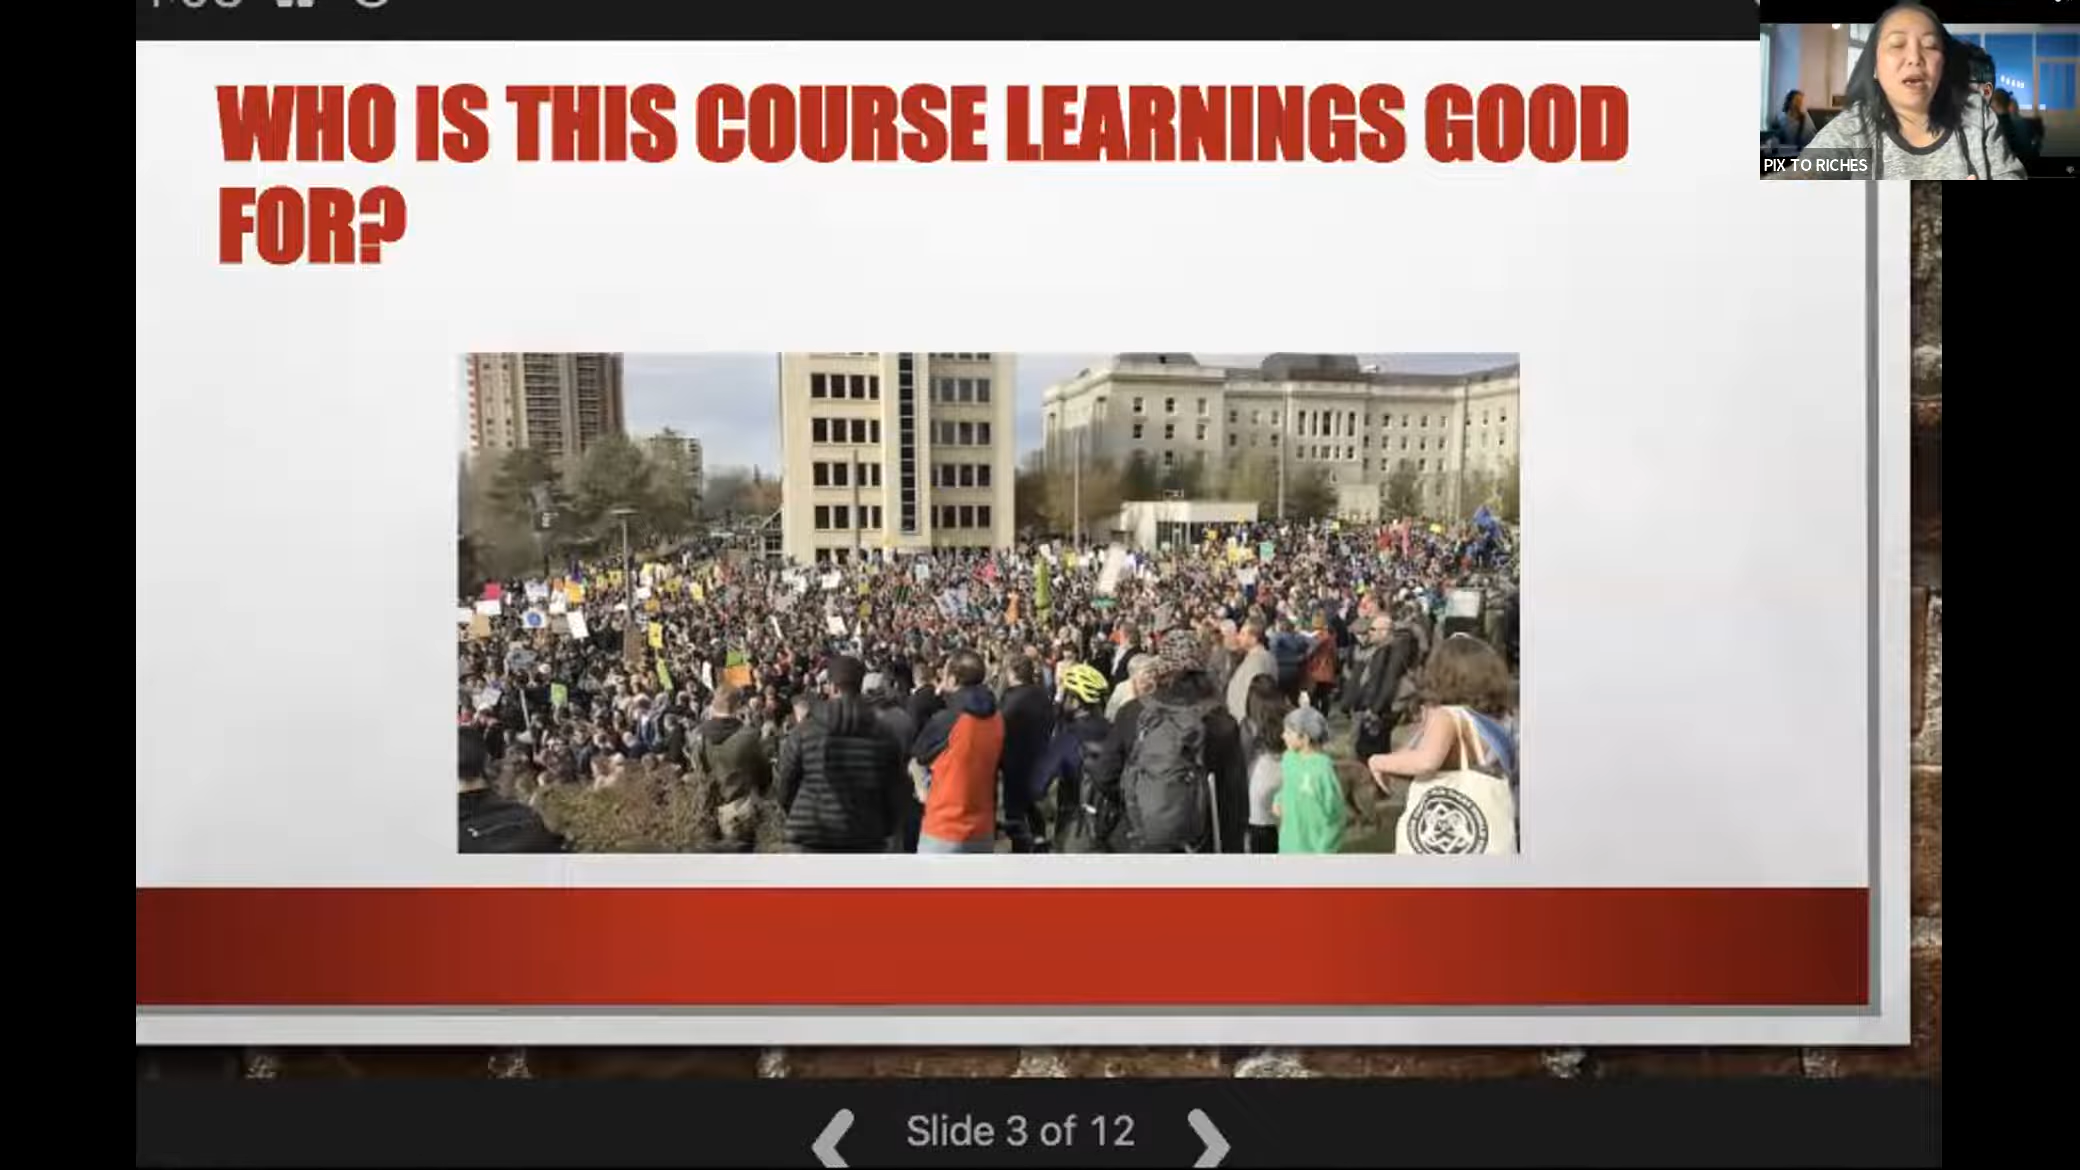 WHO IS THIS COURSE LEARNINGS GOOD
FOR?
PIX TO RICHES
Slide 3 of 12